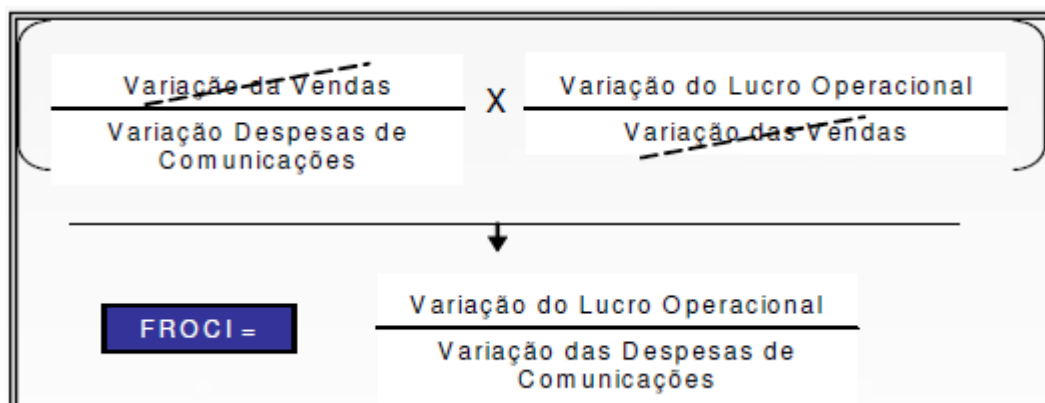 Variação da Vendas
X
Variação do Lucro Operacional
Variação Despesas de
Comunicações
Variação das Vendas
FROCI =
Variação do Lucro Operacional
Variação das Despesas de
Comunicações